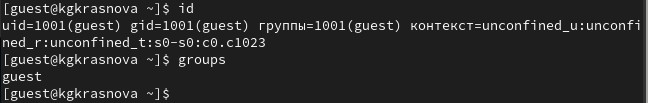 [guest@kgkrasnova ~]$ id
uid=1001(guest) gid=1001(guest) группы=1001(guest) контекст=unconfined_u:unconfi
ned_r:unconfined_t:s0-s0:c0.c1023
[guest@kgkrasnova ~]$ groups
guest
[guest@kgkrasnova ~]$